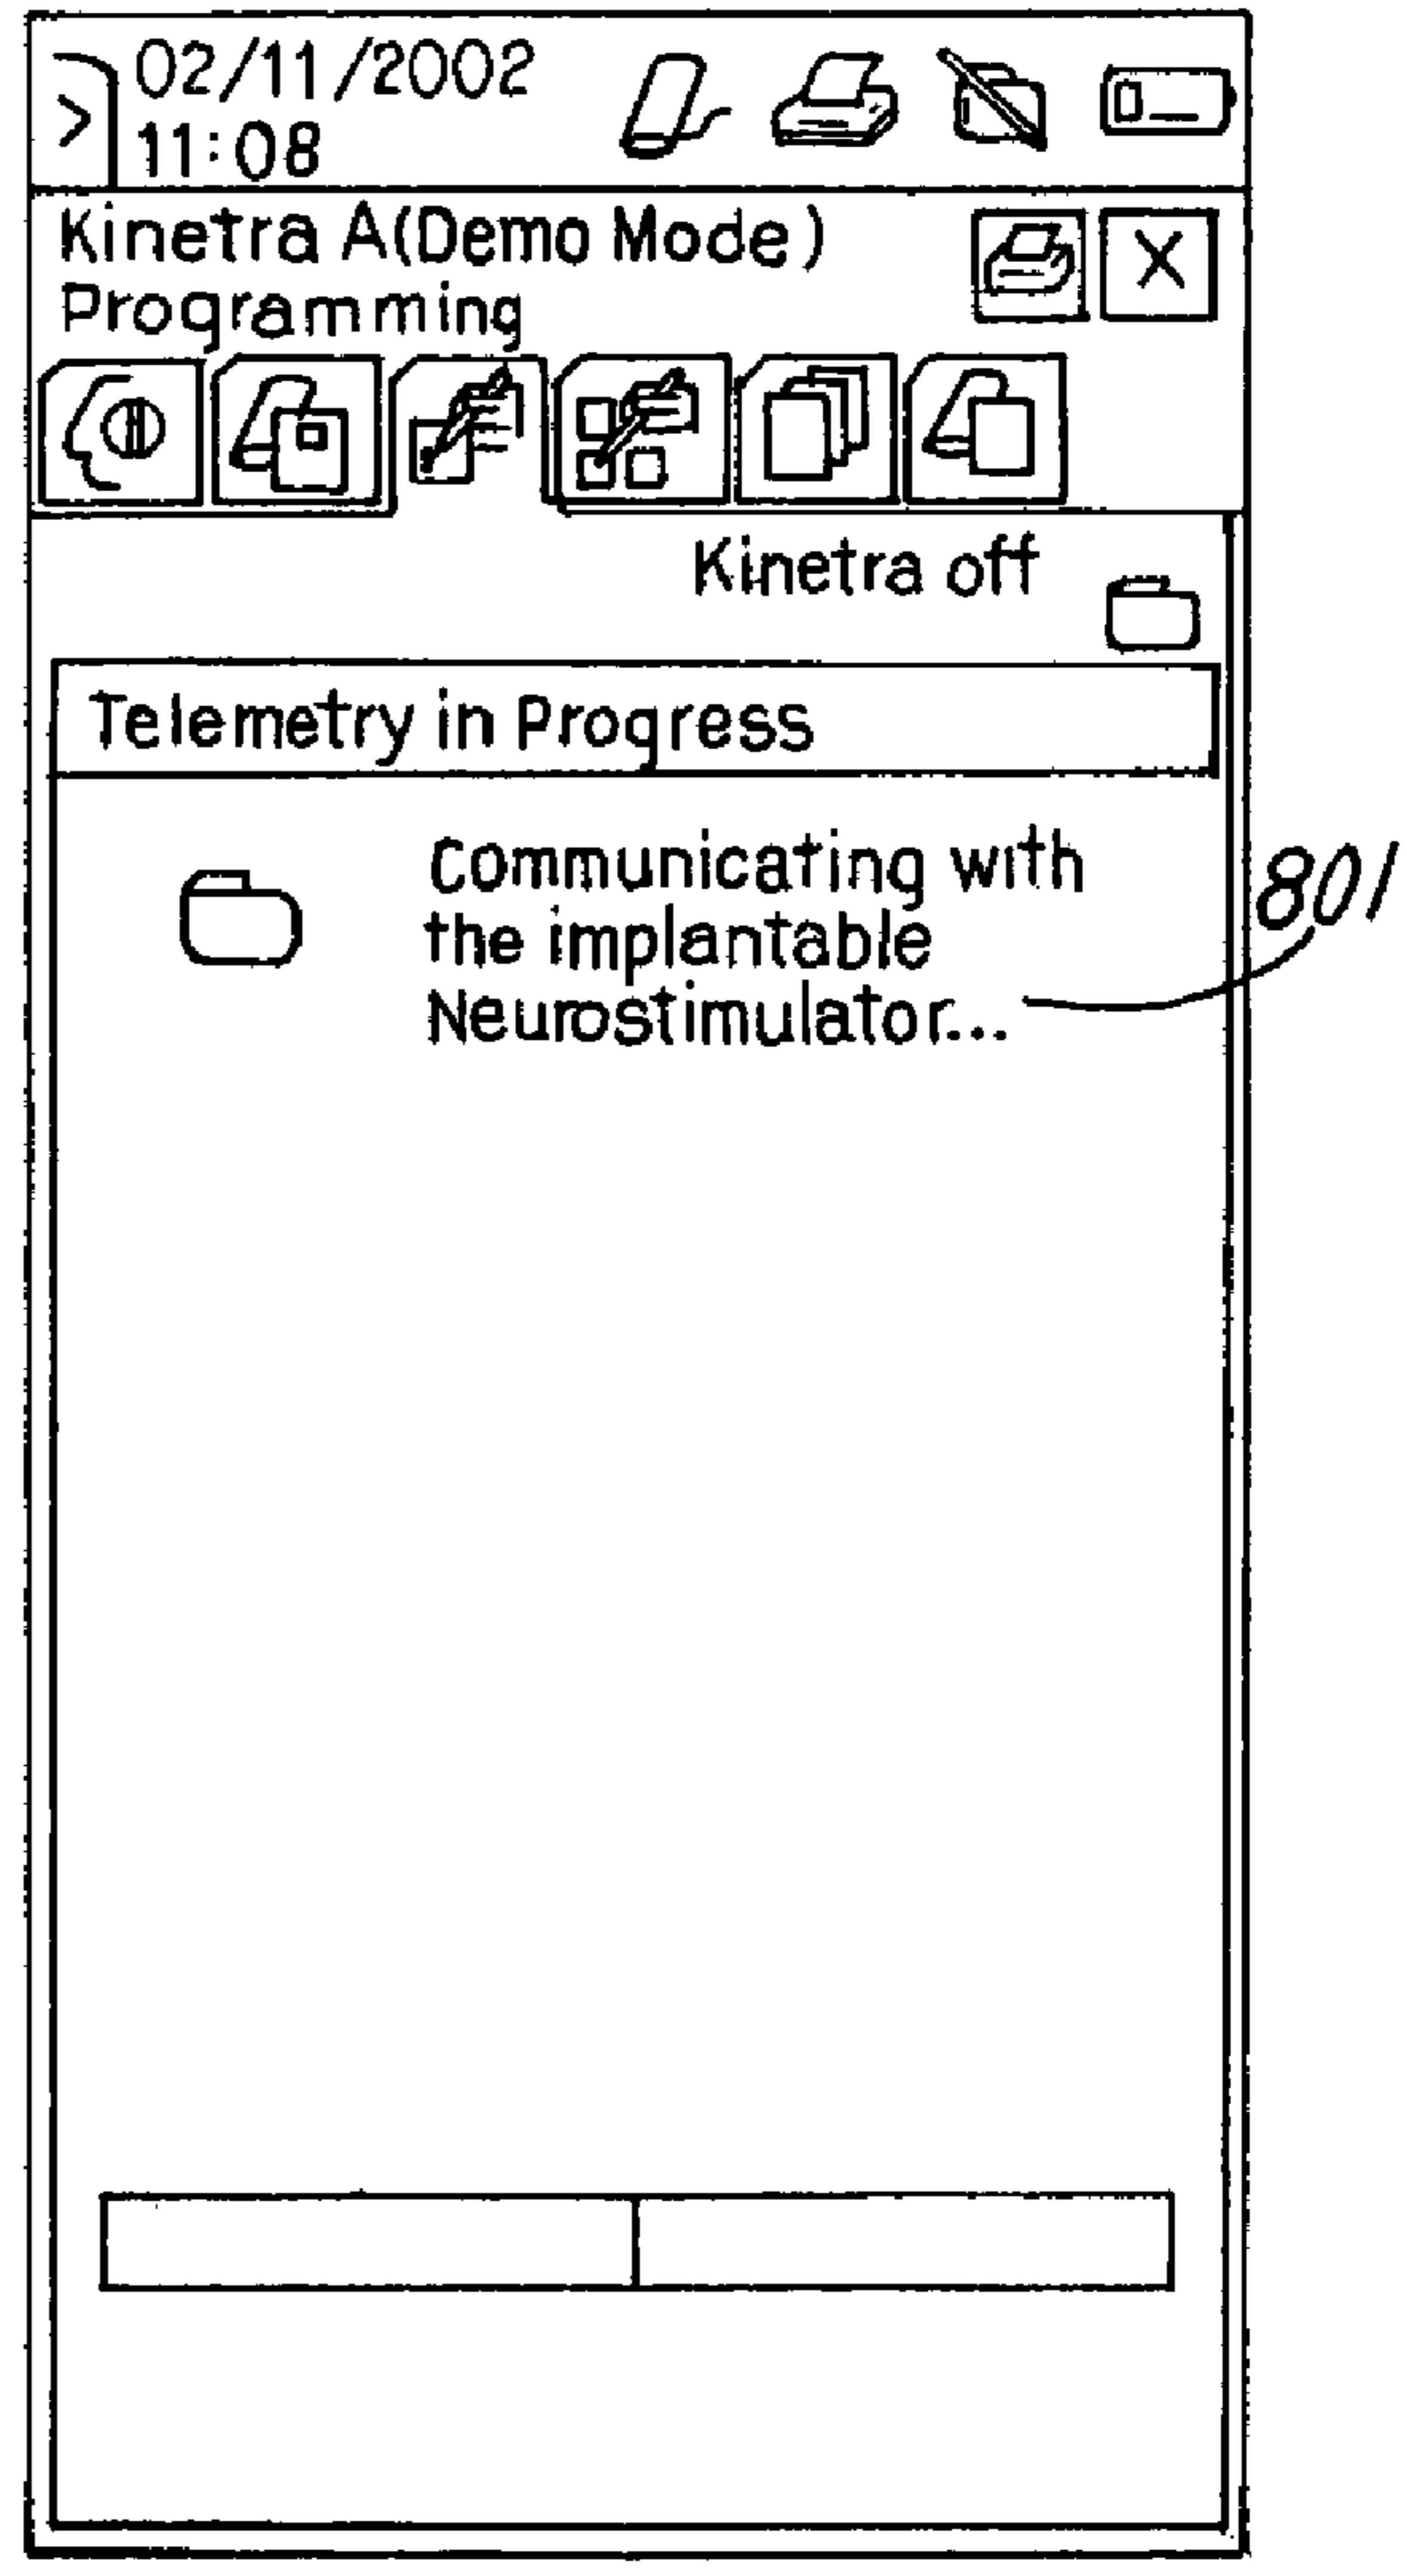 02/11/2002
11:08
Kinetra A(Demo Mode)
Programming
Kinetra off
Telemetry in Progress
Communicating with
the implantable
Neurostimulator...
801